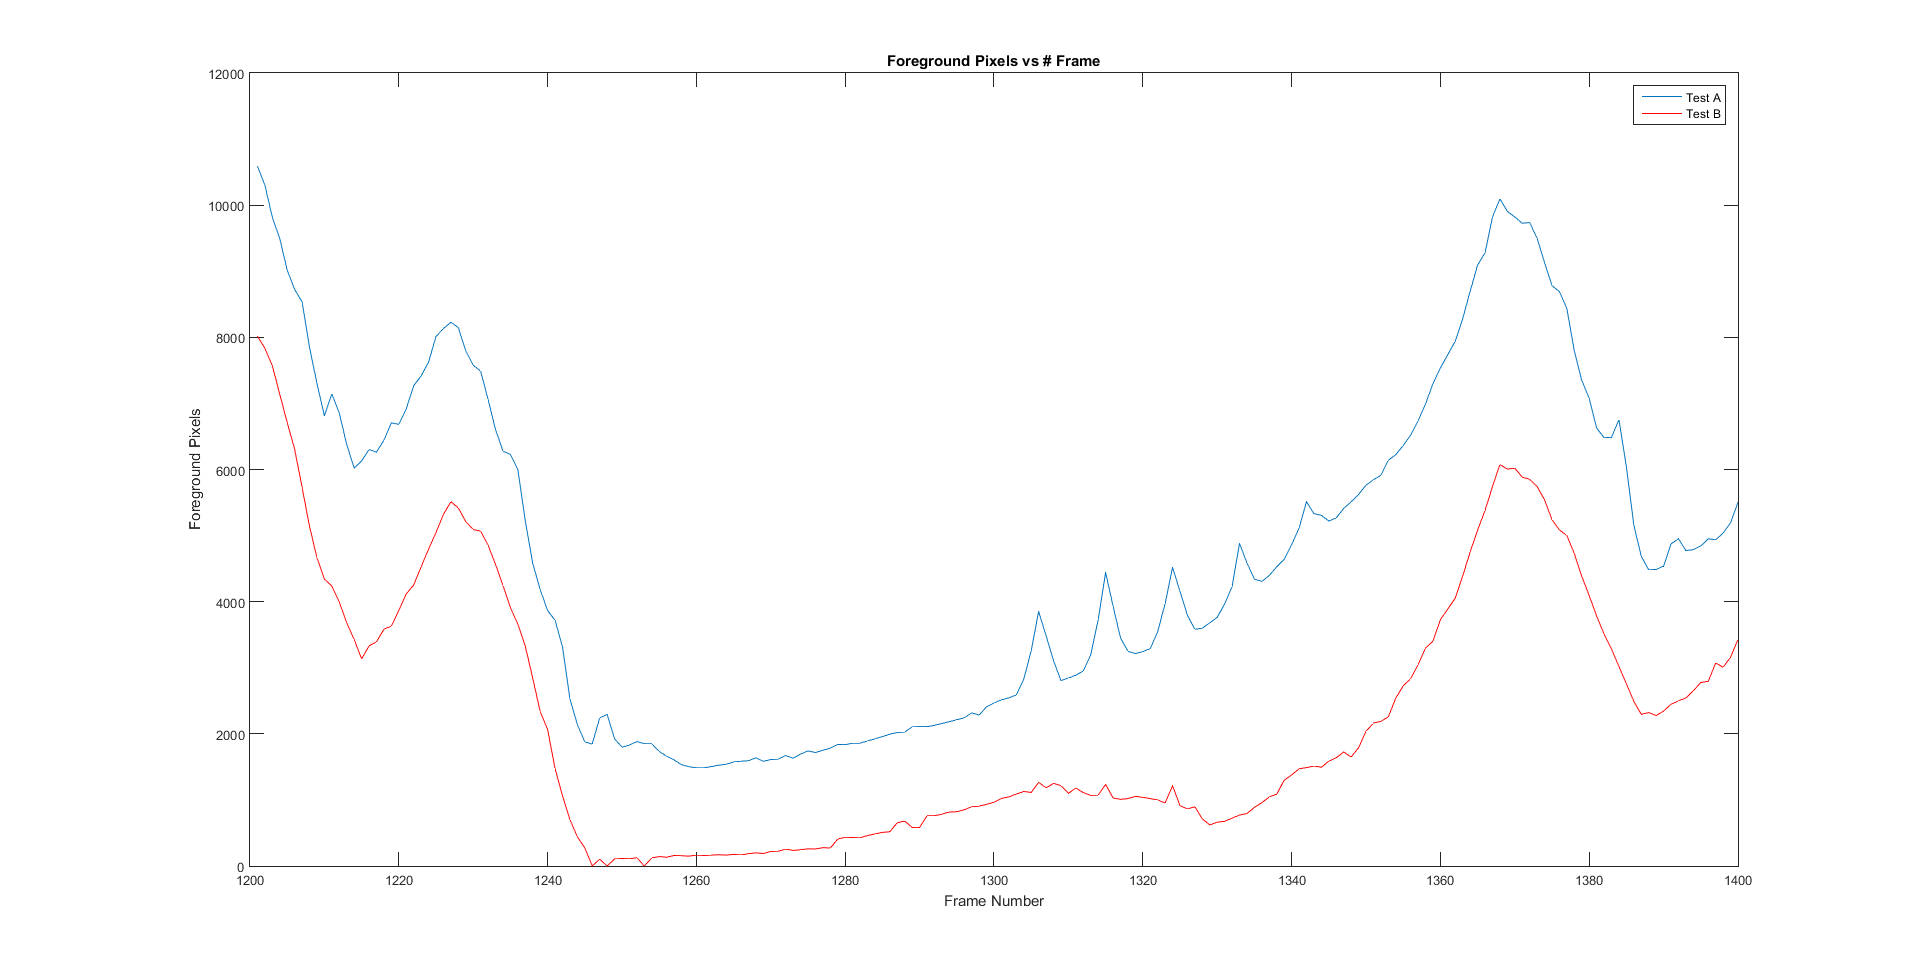 Foreground Pixels vs # Frame
12000
10000
8000
6000
4000
2000
0
Foreground Pixels
Test A
Test B
1200 1220 1240 1260 1280 1300 1320 1340 1360 1380 1400
Frame Number